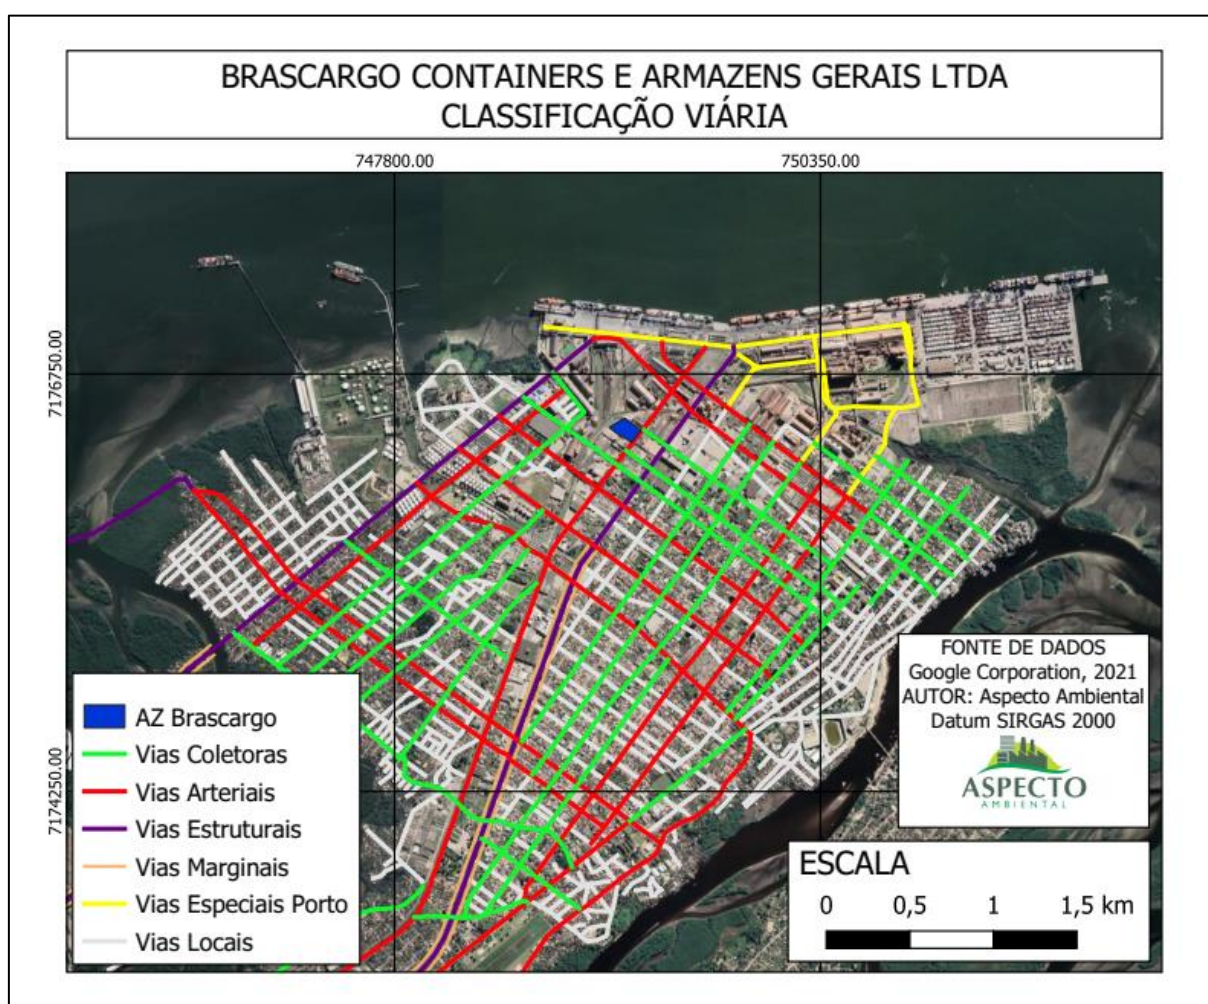 BRASCARGO CONTAINERS E ARMAZENS GERAIS LTDA
CLASSIFICAÇÃO VIÁRIA
747800.00
750350.00
7176750.00
7174250.00
FONTE DE DADOS
Google Corporation, 2021
AUTOR: Aspecto Ambiental
Datum SIRGAS 2000
ASPECTO
AMBIENTAL
AZ Brascargo
Vias Coletoras
Vias Arteriais
Vias Estruturais
Vias Marginais
Vias Especiais Porto
Vias Locais
ESCALA
0 0,5 1 1,5 km